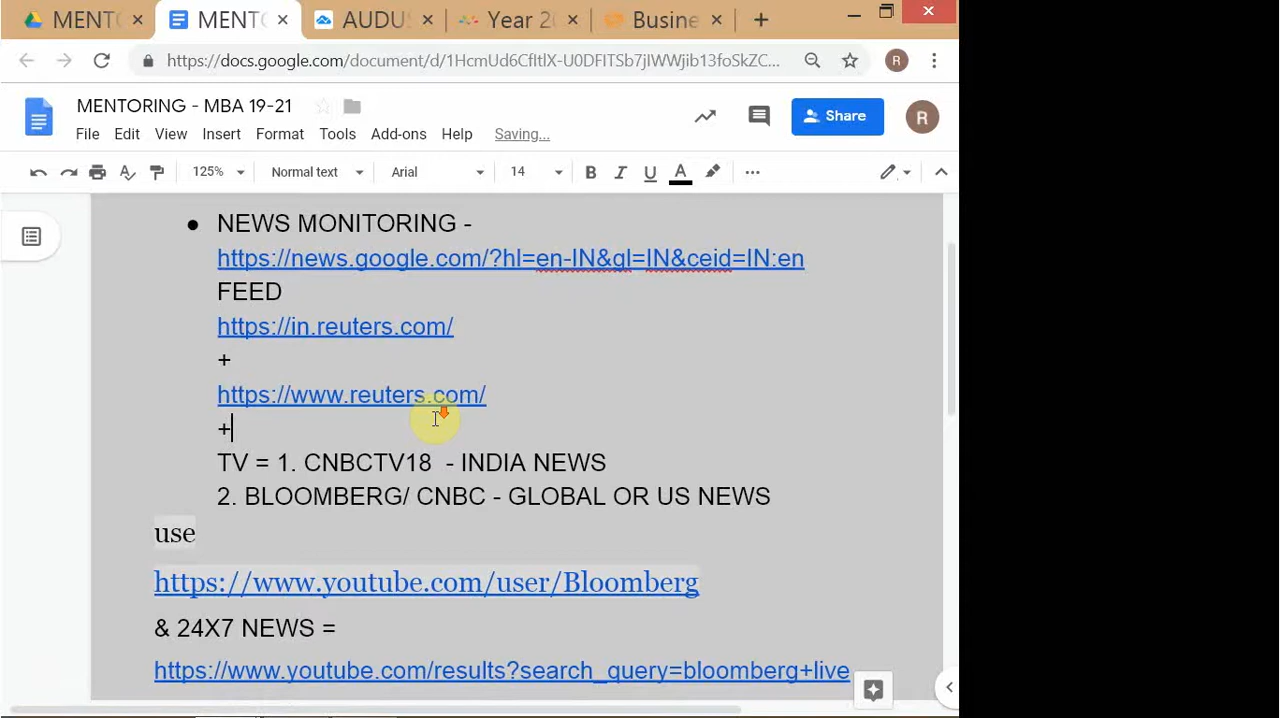 MENTO
MENT
AUDUS
Year 20
Busine
https://docs.google.com/document/d/1HcmUd6CfItlX-U0DFITSb7jIWWjib13foSkZC...
R
MENTORING - MBA 19-21
File Edit View Insert Format Tools Add-ons Help Saving...
Share
R
125% Normal text Arial 14 B I U A
● NEWS MONITORING -
https://news.google.com/?hl=en-IN&gl=IN&ceid=IN:en
FEED
https://in.reuters.com/
+
https://www.reuters.com/
+
TV = 1. CNBCTV18 - INDIA NEWS
2. BLOOMBERG/ CNBC - GLOBAL OR US NEWS
use
https://www.youtube.com/user/Bloomberg
& 24X7 NEWS =
https://www.youtube.com/results?search_query=bloomberg+live